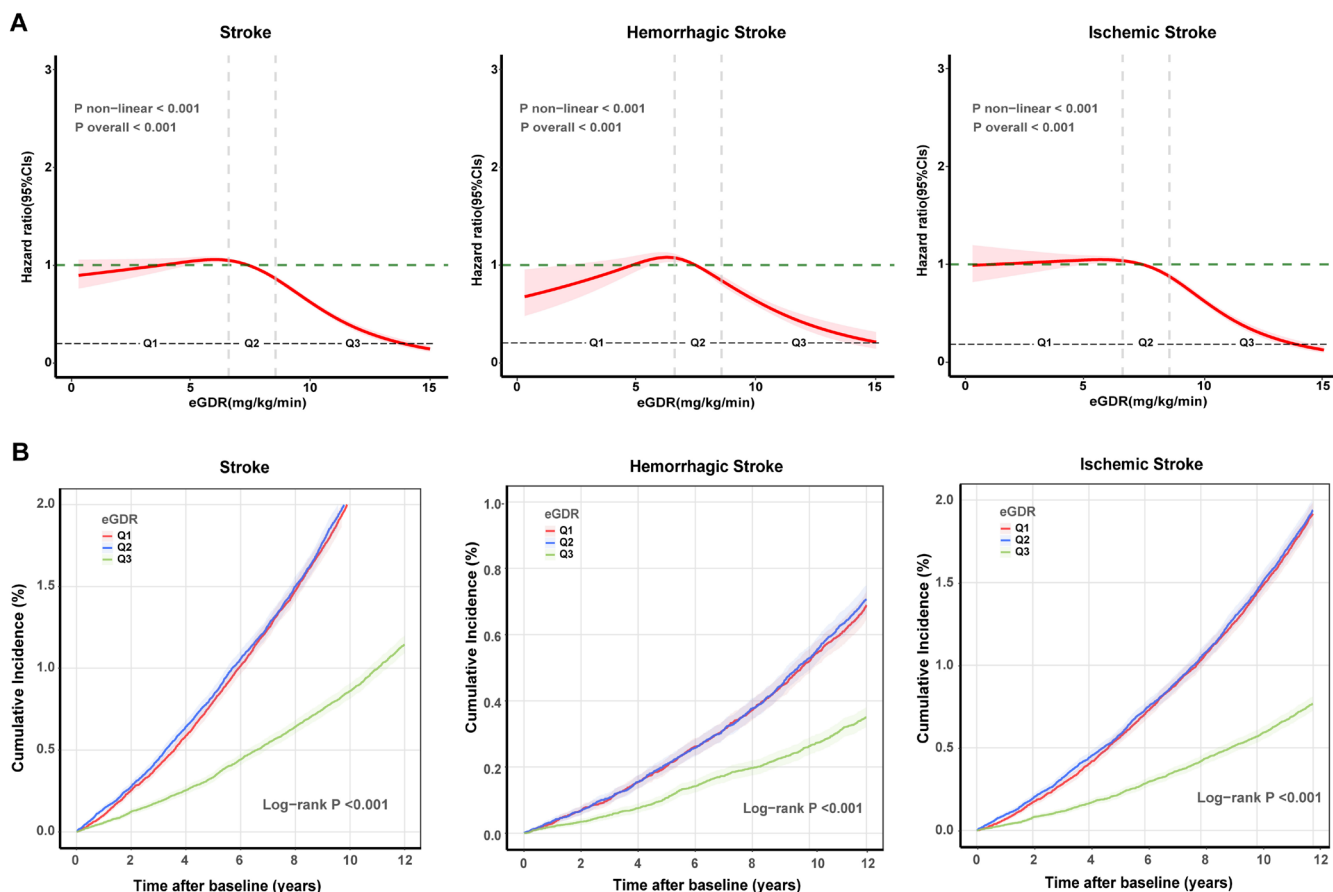 A
Stroke
Hazard ratio(95%CIs)
3
2
1
0
P non−linear < 0.001
P overall < 0.001
Q1
Q2
Q3
0
5
10
15
eGDR(mg/kg/min)
Hemorrhagic Stroke
Hazard ratio(95%CIs)
3
2
1
0
P non−linear < 0.001
P overall < 0.001
Q1
Q2
Q3
0
5
10
15
eGDR(mg/kg/min)
Ischemic Stroke
Hazard ratio(95%CIs)
3
2
1
0
P non−linear < 0.001
P overall < 0.001
Q1
Q2
Q3
0
5
10
15
eGDR(mg/kg/min)
B
Stroke
Cumulative Incidence (%)
2.0
1.5
1.0
0.5
0.0
eGDR
Q1
Q2
Q3
Log−rank P <0.001
0
2
4
6
8
10
12
Time after baseline (years)
Hemorrhagic Stroke
Cumulative Incidence (%)
1.0
0.8
0.6
0.4
0.2
0.0
eGDR
Q1
Q2
Q3
Log−rank P <0.001
0
2
4
6
8
10
12
Time after baseline (years)
Ischemic Stroke
Cumulative Incidence (%)
2.0
1.5
1.0
0.5
0.0
eGDR
Q1
Q2
Q3
Log−rank P <0.001
0
2
4
6
8
10
12
Time after baseline (years)